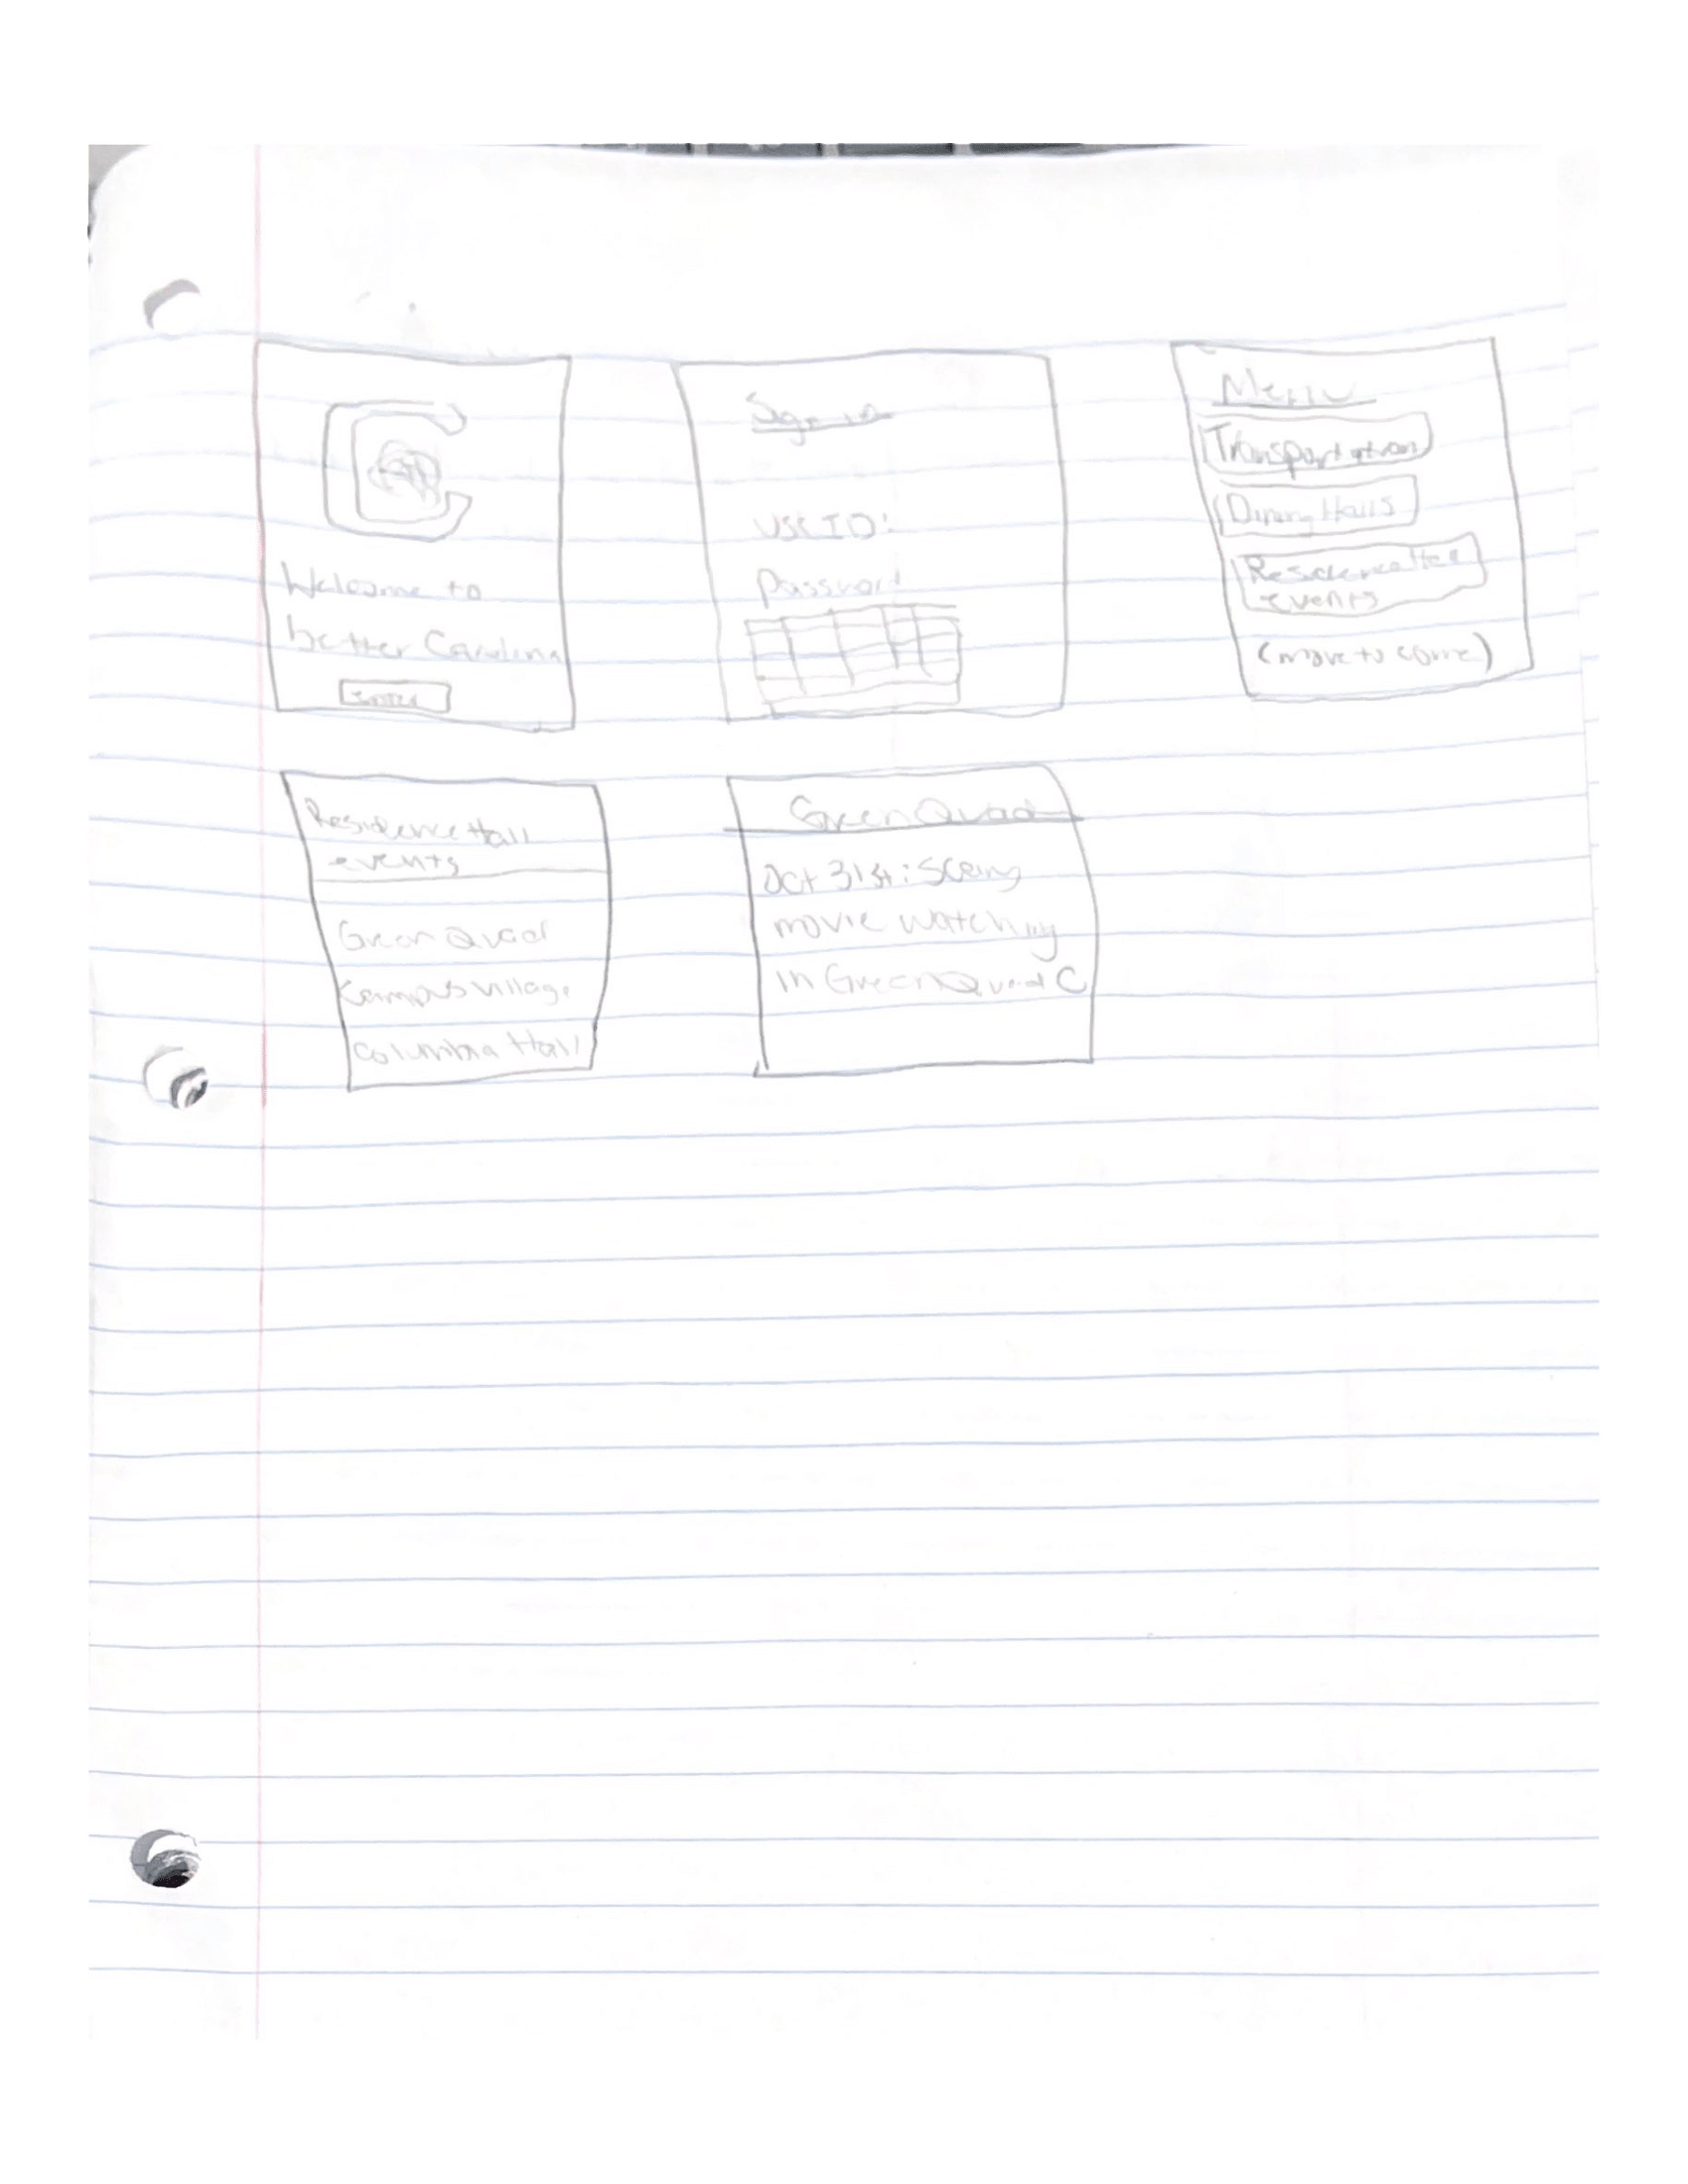 C
Welcome to
better Carolina
Enter
Sign in
USC ID:
Password
Menu
Transportation
Dining Halls
Residence Hall
events
(more to come)
Residence Hall
events
Green Quad
Campus Village
Columbia Hall
Green Quad
Oct 31st: Scary
movie watching
in Green Quad C